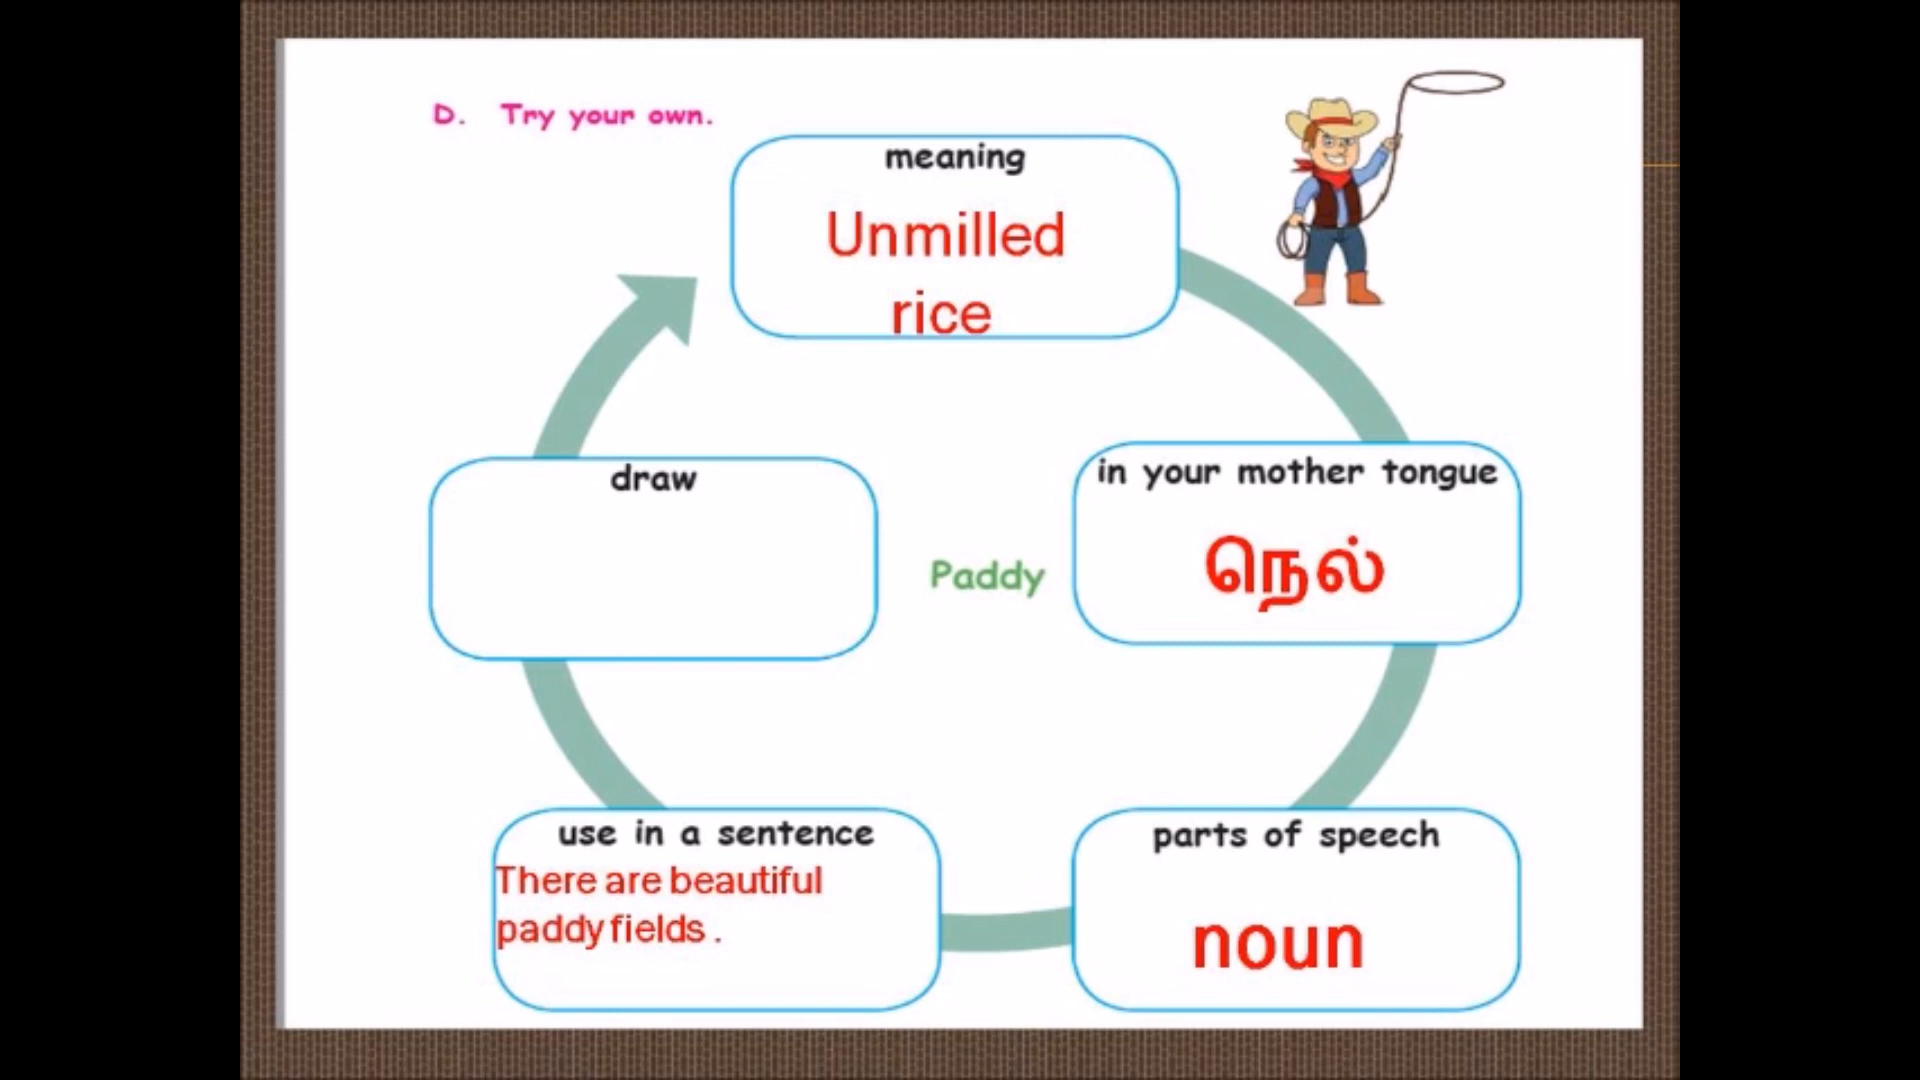 D. Try your own.
meaning
Unmilled
rice
in your mother tongue
நெல்
draw
Paddy
use in a sentence
There are beautiful
paddy fields .
parts of speech
noun